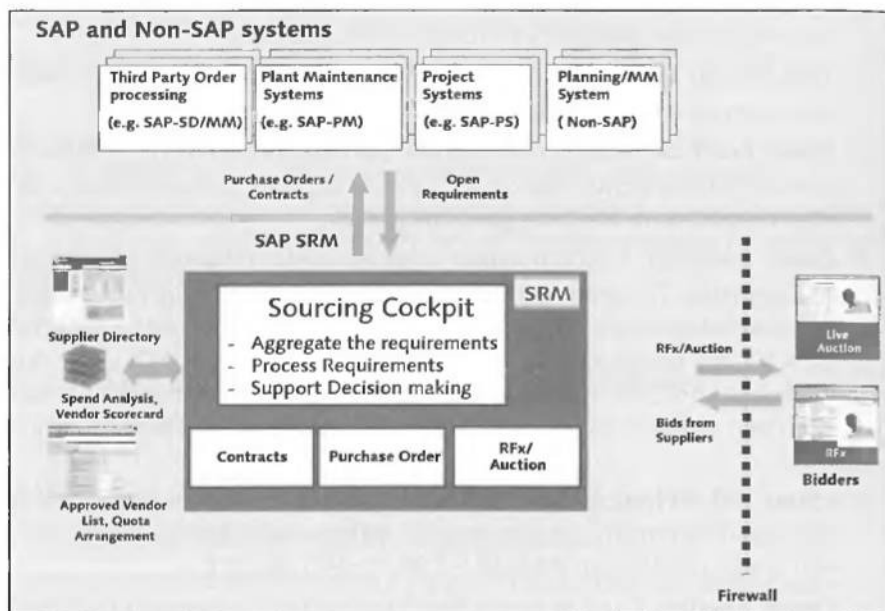 SAP and Non-SAP systems
Third Party Order
processing
(e.g. SAP-SD/MM)
Plant Maintenance
Systems
(e.g. SAP-PM)
Project
Systems
(e.g. SAP-PS)
Planning/MM
System
( Non-SAP)
Purchase Orders /
Contracts
Open
Requirements
SAP SRM
Supplier Directory
Spend Analysis,
Vendor Scorecard
Approved Vendor
List, Quota
Arrangement
SRM
Sourcing Cockpit
- Aggregate the requirements
- Process Requirements
- Support Decision making
Contracts
Purchase Order
RFx/
Auction
RFx/Auction
Bids from
Suppliers
Live
Auction
RFx
Bidders
Firewall